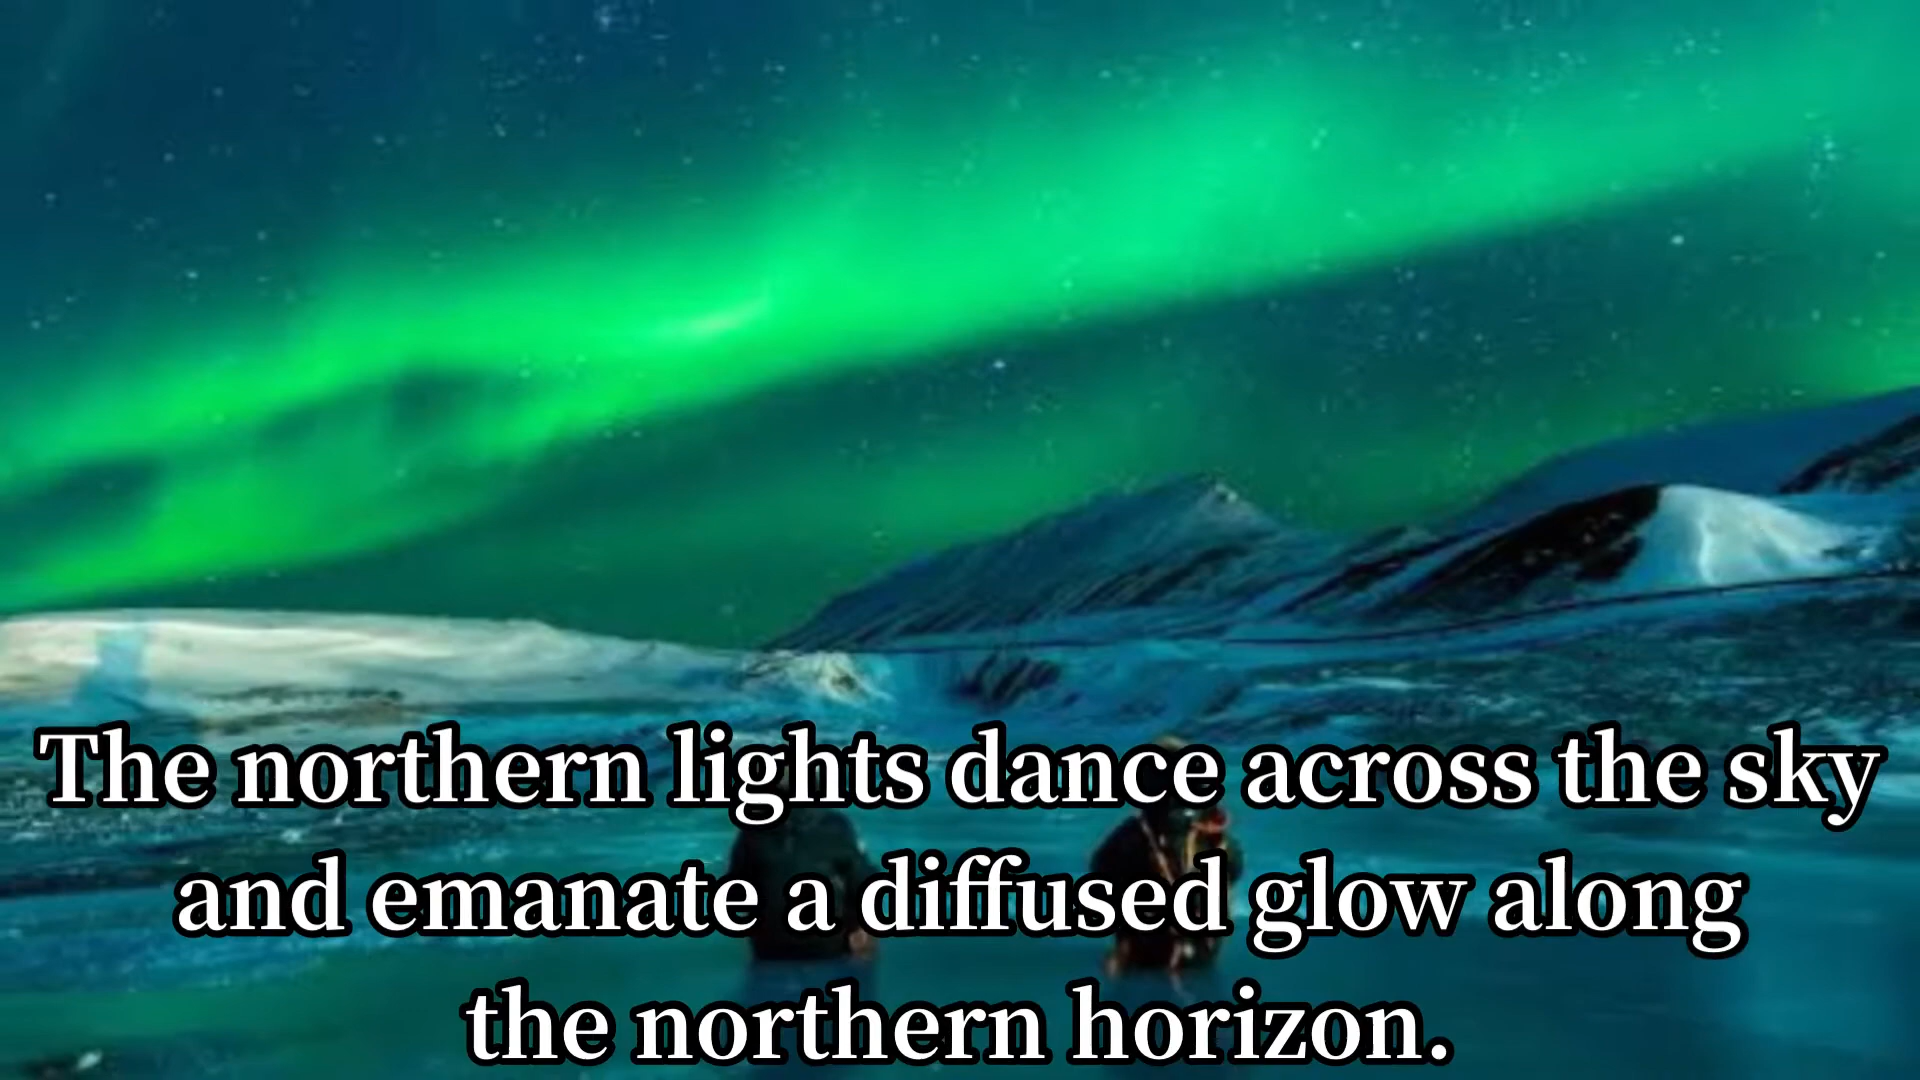 The northern lights dance across the sky
and emanate a diffused glow along
the northern horizon.